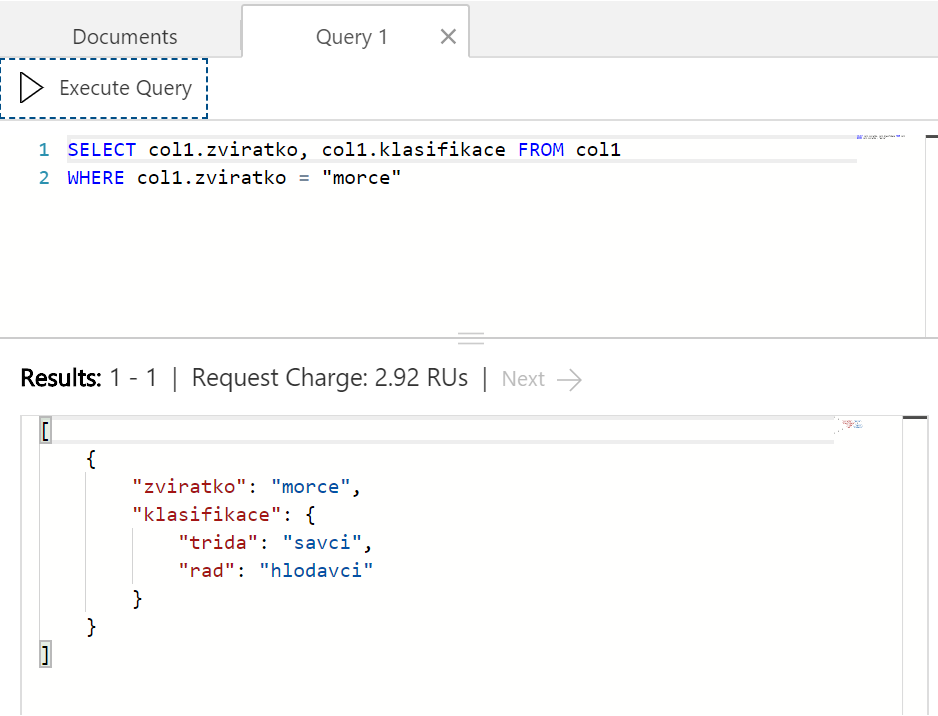 Documents
Query 1
Execute Query
1 SELECT col1.zviratko, col1.klasifikace FROM col1
2 WHERE col1.zviratko = "morce"
Results: 1 - 1 | Request Charge: 2.92 RUs | Next
[
{
"zviratko": "morce",
"klasifikace": {
"trida": "savci",
"rad": "hlodavci"
}
}
]